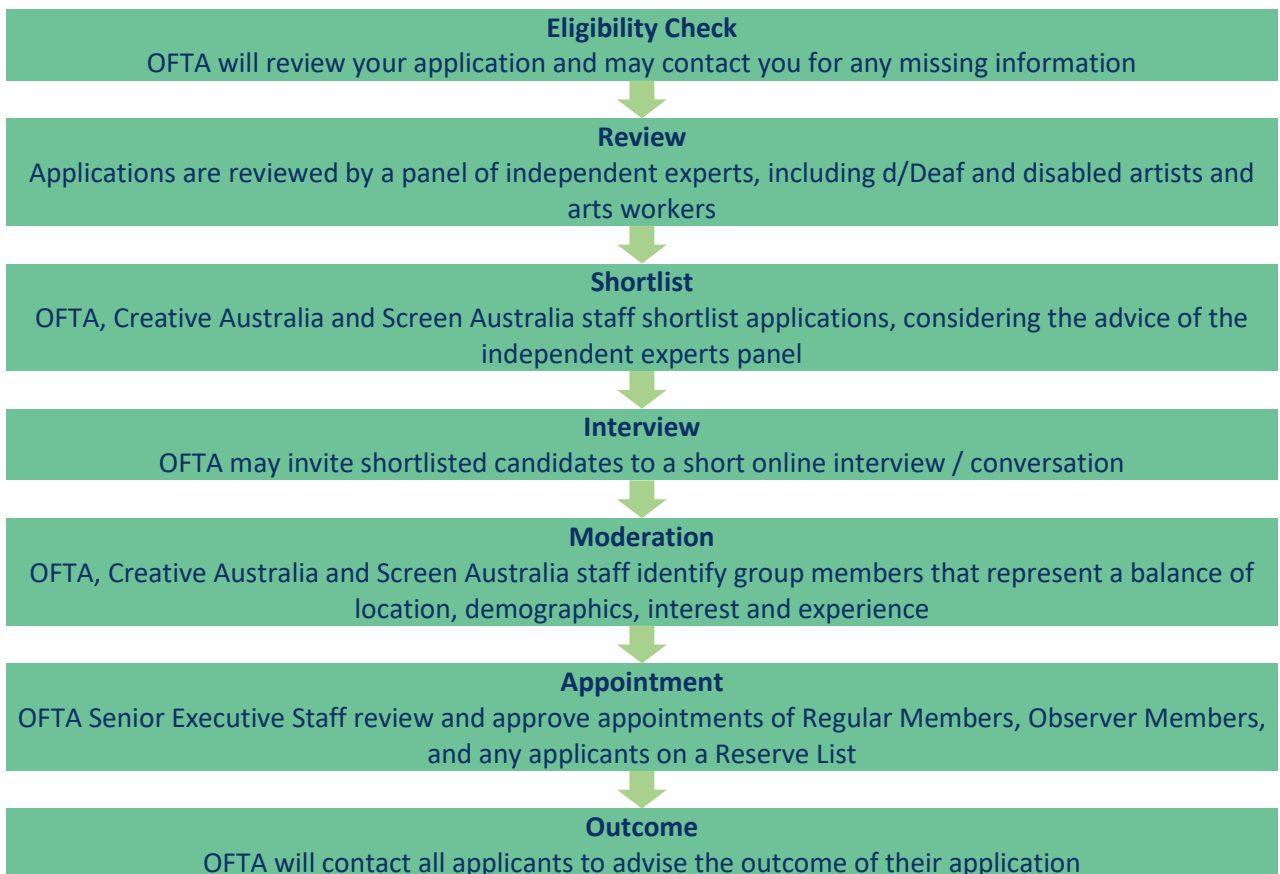 Eligibility Check
OFTA will review your application and may contact you for any missing information
Review
Applications are reviewed by a panel of independent experts, including d/Deaf and disabled artists and
arts workers
Shortlist
OFTA, Creative Australia and Screen Australia staff shortlist applications, considering the advice of the
independent experts panel
Interview
OFTA may invite shortlisted candidates to a short online interview / conversation
Moderation
OFTA, Creative Australia and Screen Australia staff identify group members that represent a balance of
location, demographics, interest and experience
Appointment
OFTA Senior Executive Staff review and approve appointments of Regular Members, Observer Members,
and any applicants on a Reserve List
Outcome
OFTA will contact all applicants to advise the outcome of their application